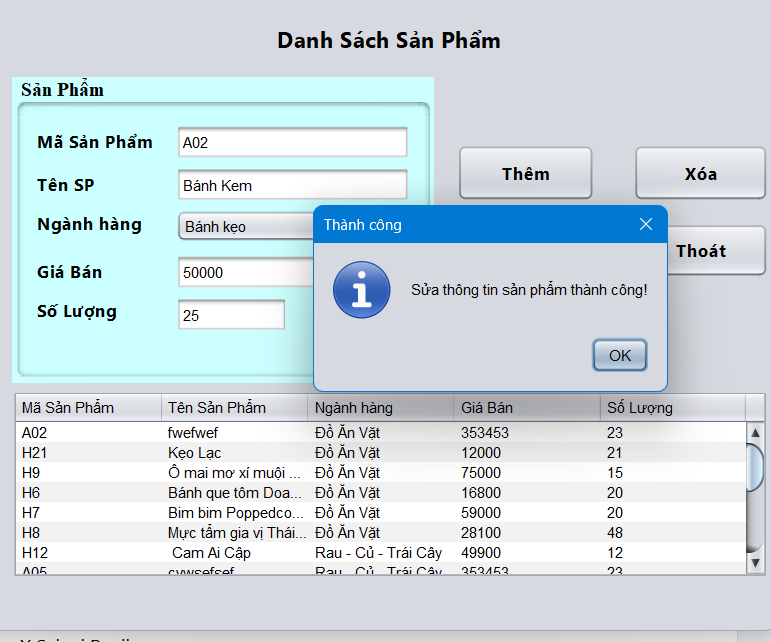 Danh Sách Sản Phẩm
Sản Phẩm
Mã Sản Phẩm A02
Tên SP Bánh Kem
Ngành hàng Bánh kẹo
Giá Bán 50000
Số Lượng 25
Thêm Xóa
Thoát
Thành công
Sửa thông tin sản phẩm thành công!
OK
Mã Sản Phẩm Tên Sản Phẩm Ngành hàng Giá Bán Số Lượng
A02 fwefwef Đồ Ăn Vặt 353453 23
H21 Kẹo Lạc Đồ Ăn Vặt 12000 21
H9 Ô mai mơ xí muội ... Đồ Ăn Vặt 75000 15
H6 Bánh que tôm Doa... Đồ Ăn Vặt 16800 20
H7 Bim bim Poppedco... Đồ Ăn Vặt 59000 20
H8 Mực tẩm gia vị Thái... Đồ Ăn Vặt 28100 48
H12 Cam Ai Cập Rau - Củ - Trái Cây 49900 12
A05 Rau - Củ - Trái Cây 353453 23